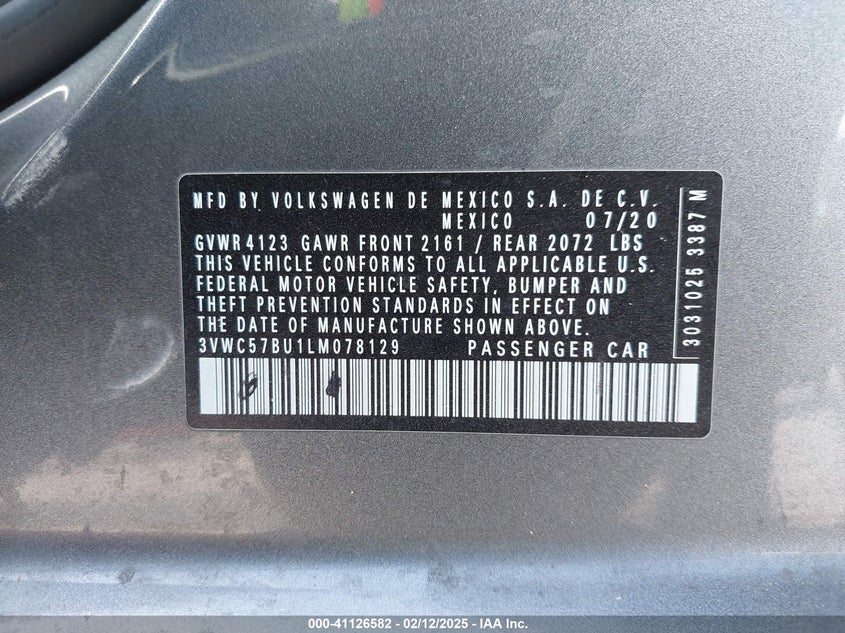 MFD BY VOLKSWAGEN DE MEXICO S.A. DE C.V.
MEXICO 07/20
GVWR 4123 GAWR FRONT 2161 / REAR 2072 LBS
THIS VEHICLE CONFORMS TO ALL APPLICABLE U.S.
FEDERAL MOTOR VEHICLE SAFETY, BUMPER AND
THEFT PREVENTION STANDARDS IN EFFECT ON
THE DATE OF MANUFACTURE SHOWN ABOVE.
3VWC57BU1LM078129 PASSENGER CAR
3031025 3387 M
000-41126582 - 02/12/2025 - IAA Inc.